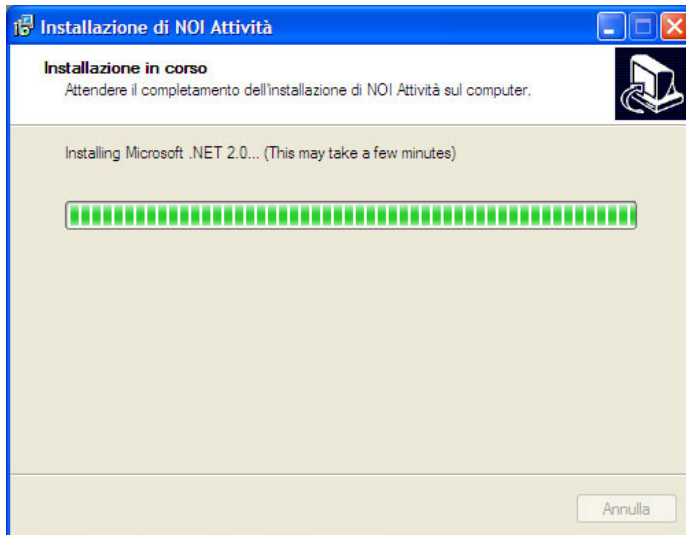 Installazione di NOI Attività
Installazione in corso
Attendere il completamento dell'installazione di NOI Attività sul computer.
Installing Microsoft .NET 2.0... (This may take a few minutes)
Annulla